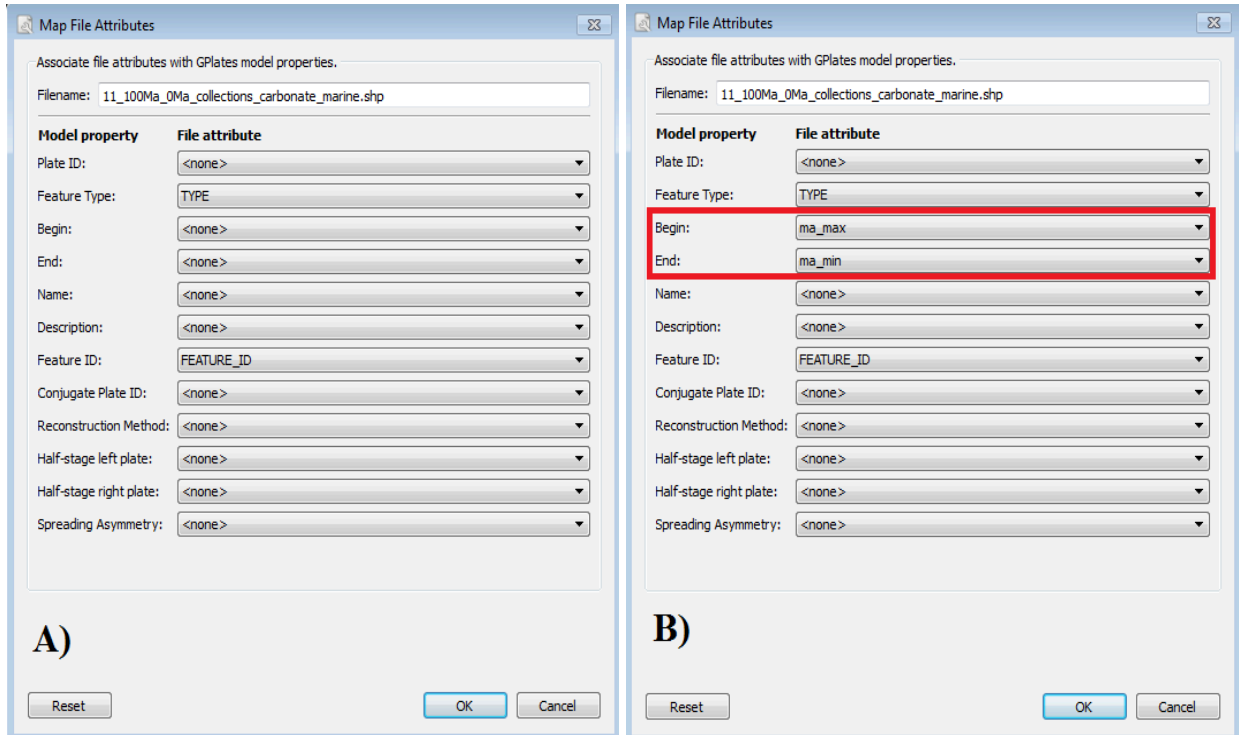 Map File Attributes
Associate file attributes with GPlates model properties.
Filename: 11_100Ma_0Ma_collections_carbonate_marine.shp
Model property File attribute
Plate ID: <none>
Feature Type: TYPE
Begin: <none>
End: <none>
Name: <none>
Description: <none>
Feature ID: FEATURE_ID
Conjugate Plate ID: <none>
Reconstruction Method: <none>
Half-stage left plate: <none>
Half-stage right plate: <none>
Spreading Asymmetry: <none>
A)
Reset OK Cancel
Map File Attributes
Associate file attributes with GPlates model properties.
Filename: 11_100Ma_0Ma_collections_carbonate_marine.shp
Model property File attribute
Plate ID: <none>
Feature Type: TYPE
Begin: ma_max
End: ma_min
Name: <none>
Description: <none>
Feature ID: FEATURE_ID
Conjugate Plate ID: <none>
Reconstruction Method: <none>
Half-stage left plate: <none>
Half-stage right plate: <none>
Spreading Asymmetry: <none>
B)
Reset OK Cancel